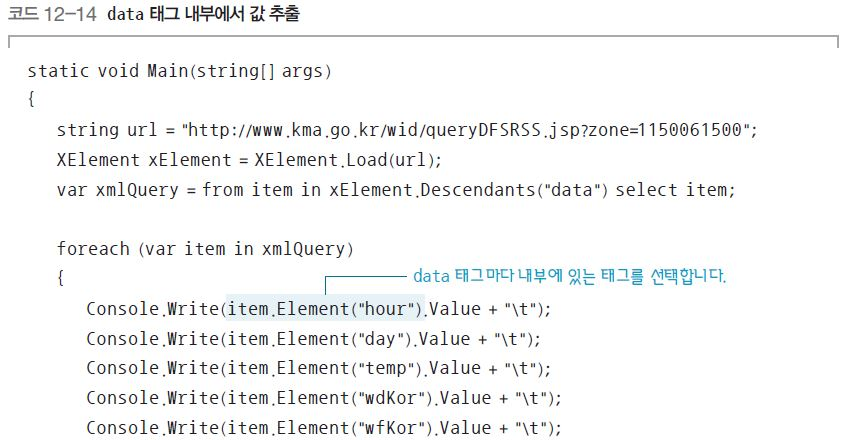 코드 12-14 data 태그 내부에서 값 추출
static void Main(string[] args)
{
string url = "http://www.kma.go.kr/wid/queryDFSRSS.jsp?zone=1150061500";
XElement xElement = XElement.Load(url);
var xmlQuery = from item in xElement.Descendants("data") select item;
foreach (var item in xmlQuery)
{
data 태그마다 내부에 있는 태그를 선택합니다.
Console.Write(item.Element("hour").Value + "\t");
Console.Write(item.Element("day").Value + "\t");
Console.Write(item.Element("temp").Value + "\t");
Console.Write(item.Element("wdKor").Value + "\t");
Console.Write(item.Element("wfKor").Value + "\t");